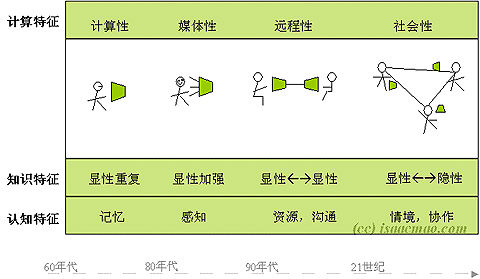 计算特征 计算性 媒体性 远程性 社会性
知识特征 显性重复 显性加强 显性←→显性 显性←→隐性
认知特征 记忆 感知 资源，沟通 情境，协作
(cc) isaacmao.com
60年代 80年代 90年代 21世纪